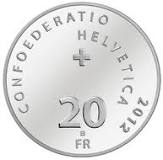 CONFOEDERATIO HELVETICA 2012
20
B
FR